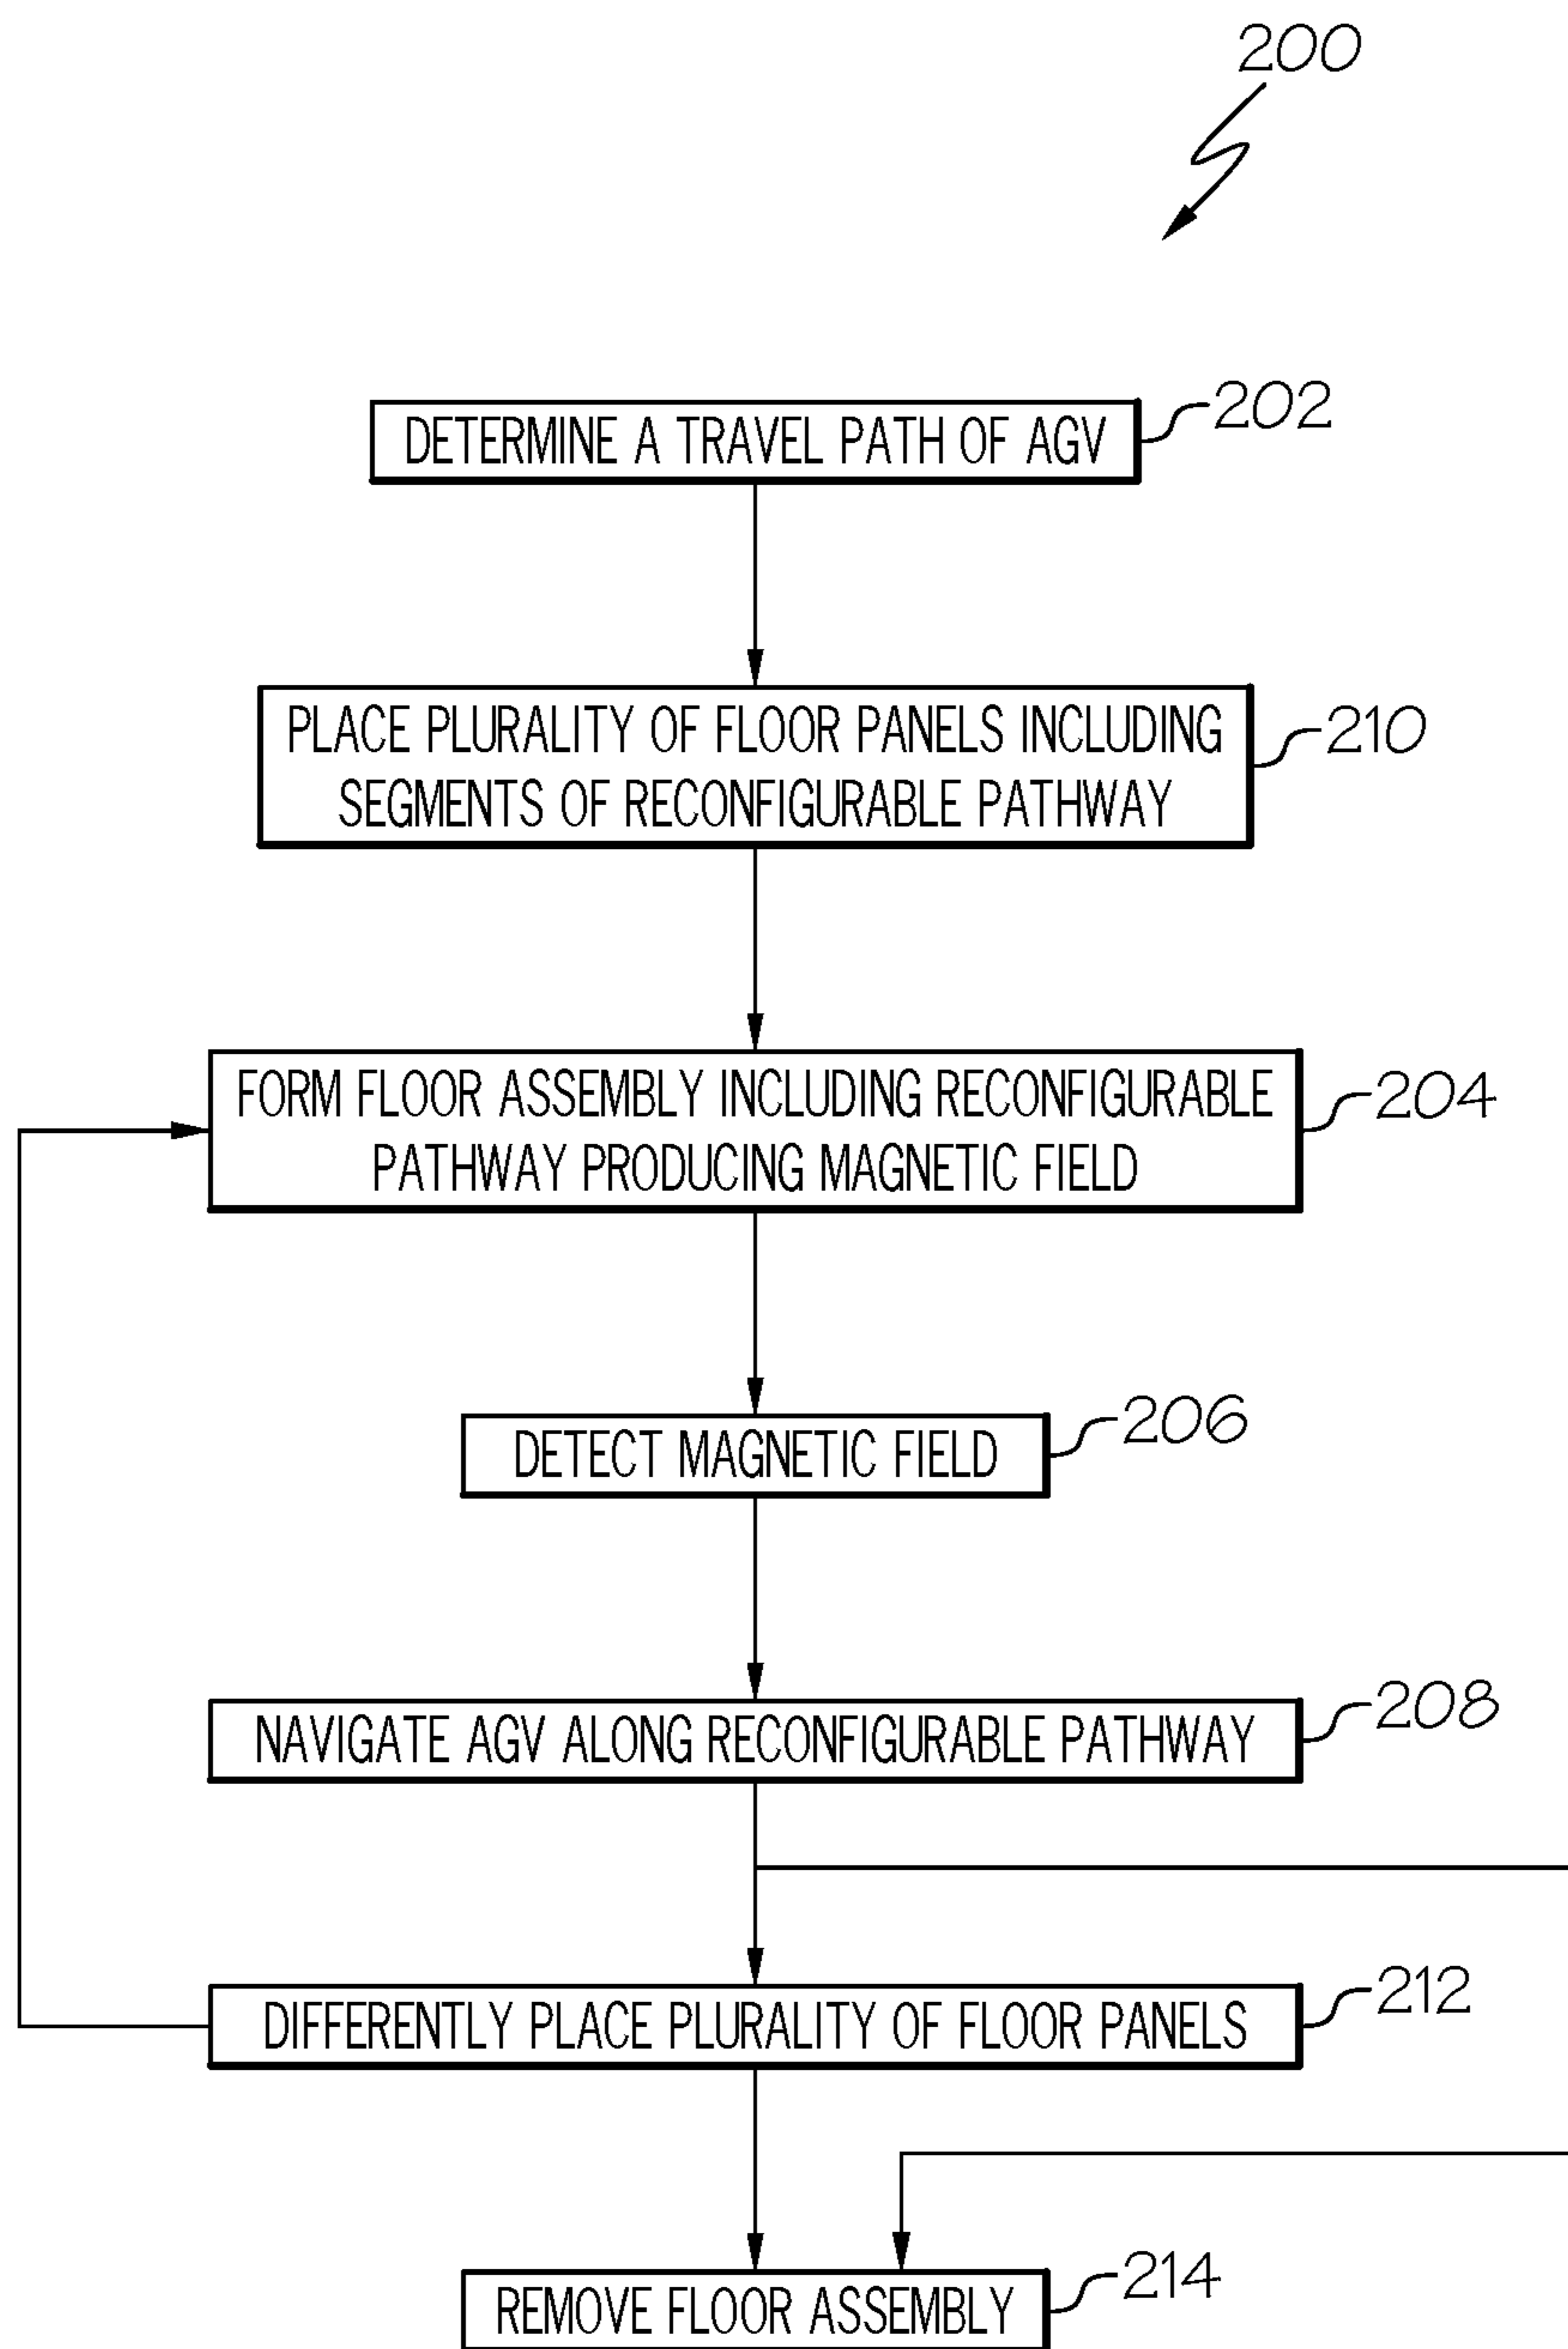 200
DETERMINE A TRAVEL PATH OF AGV
202
PLACE PLURALITY OF FLOOR PANELS INCLUDING
SEGMENTS OF RECONFIGURABLE PATHWAY
210
FORM FLOOR ASSEMBLY INCLUDING RECONFIGURABLE
PATHWAY PRODUCING MAGNETIC FIELD
204
DETECT MAGNETIC FIELD
206
NAVIGATE AGV ALONG RECONFIGURABLE PATHWAY
208
DIFFERENTLY PLACE PLURALITY OF FLOOR PANELS
212
REMOVE FLOOR ASSEMBLY
214